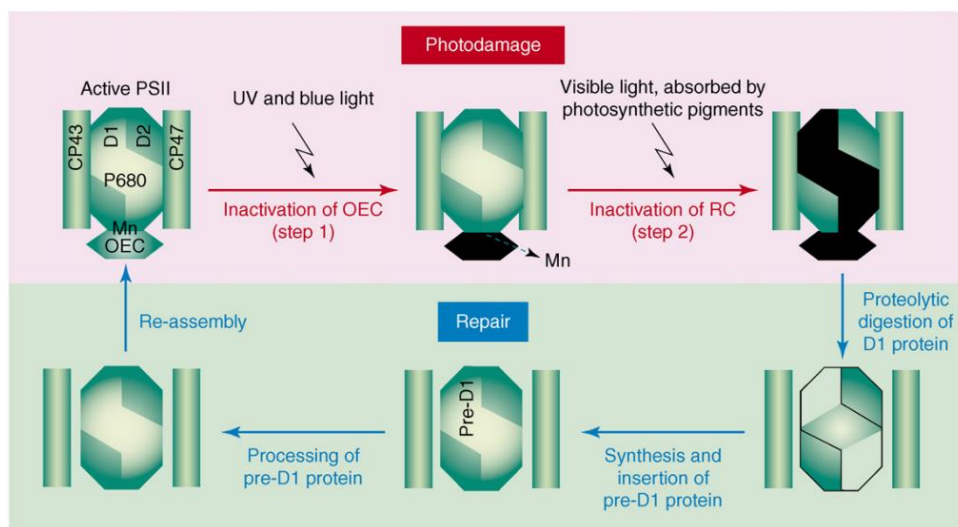 Photodamage
Active PSII
CP43
D1
D2
CP47
P680
Mn
OEC
UV and blue light
Inactivation of OEC
(step 1)
Mn
Visible light, absorbed by
photosynthetic pigments
Inactivation of RC
(step 2)
Proteolytic
digestion of
D1 protein
Repair
Synthesis and
insertion of
pre-D1 protein
Pre-D1
Processing of
pre-D1 protein
Re-assembly